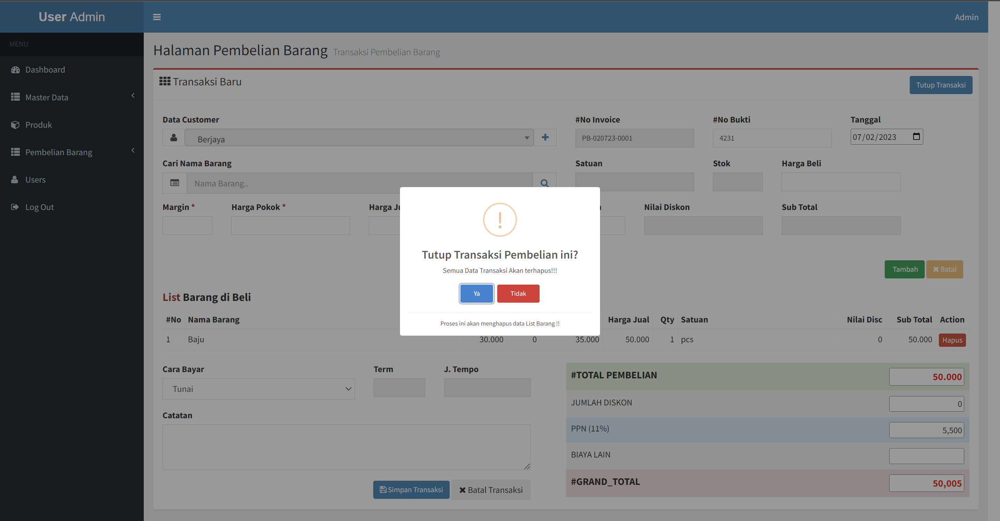 User Admin
Admin
MENU
Dashboard
Master Data
Produk
Pembelian Barang
Users
Log Out
Halaman Pembelian Barang Transaksi Pembelian Barang
Transaksi Baru
Tutup Transaksi
Data Customer
#No Invoice
#No Bukti
Tanggal
Berjaya
PB-020723-0001
4231
07/02/2023
Cari Nama Barang
Satuan
Stok
Harga Beli
Nama Barang..
Margin *
Harga Pokok *
Harga
Nilai Diskon
Sub Total
Tutup Transaksi Pembelian ini?
Semua Data Transaksi Akan terhapus!!!
Ya
Tidak
Proses ini akan menghapus data List Barang !!
Tambah
Batal
List Barang di Beli
#No Nama Barang Harga Jual Qty Satuan Nilai Disc Sub Total Action
1 Baju 30.000 0 35.000 50.000 1 pcs 0 50.000 Hapus
Cara Bayar
Term
J. Tempo
Tunai
Catatan
Simpan Transaksi
Batal Transaksi
#TOTAL PEMBELIAN 50.000
JUMLAH DISKON 0
PPN (11%) 5,500
BIAYA LAIN
#GRAND_TOTAL 50,005